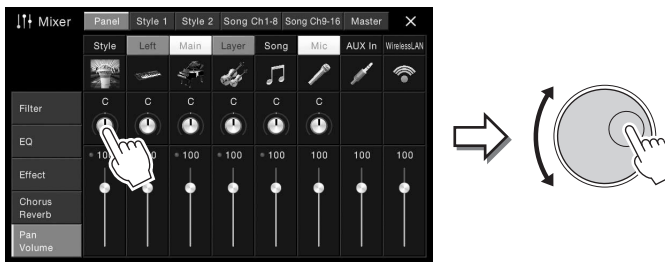 Mixer
Panel Style 1 Style 2 Song Ch1-8 Song Ch9-16 Master
Style Left Main Layer Song Mic AUX In WirelessLAN
Filter
EQ
Effect
Chorus
Reverb
Pan
Volume
C C C C C C
100 100 100 100 100 100 100